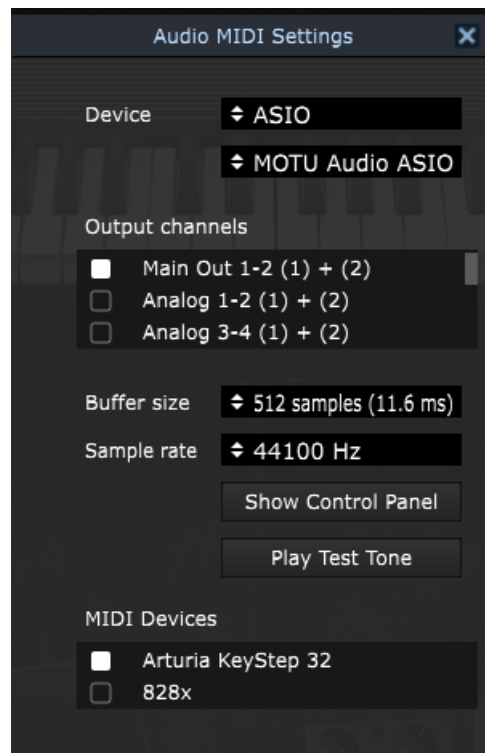 Audio MIDI Settings
Device
ASIO
MOTU Audio ASIO
Output channels
Main Out 1-2 (1) + (2)
Analog 1-2 (1) + (2)
Analog 3-4 (1) + (2)
Buffer size 512 samples (11.6 ms)
Sample rate 44100 Hz
Show Control Panel
Play Test Tone
MIDI Devices
Arturia KeyStep 32
828x